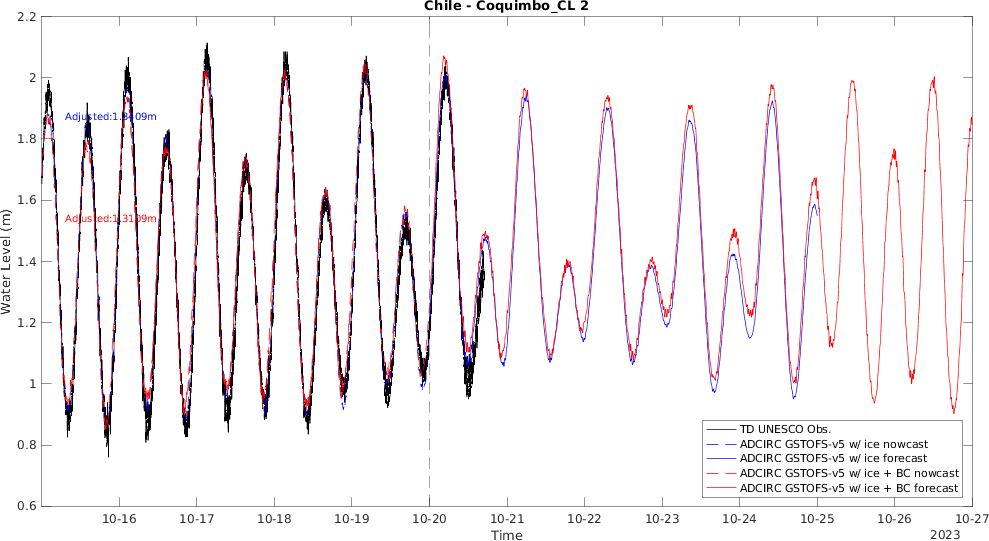 Chile - Coquimbo_CL 2
2.2
2
1.8
1.6
1.4
1.2
1
0.8
0.6
Water Level (m)
Adjusted:1.3409m
Adjusted:1.3109m
TD UNESCO Obs.
ADCIRC GSTOFS-v5 w/ ice nowcast
ADCIRC GSTOFS-v5 w/ ice forecast
ADCIRC GSTOFS-v5 w/ ice + BC nowcast
ADCIRC GSTOFS-v5 w/ ice + BC forecast
10-16 10-17 10-18 10-19 10-20 10-21 10-22 10-23 10-24 10-25 10-26 10-27
Time
2023